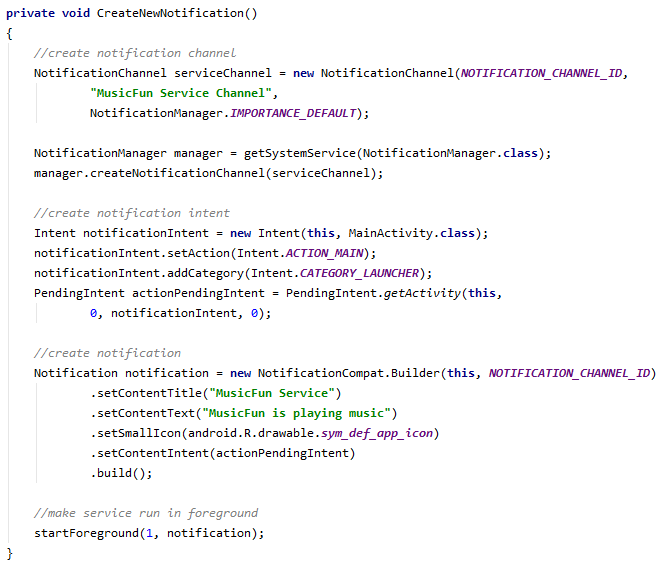 private void CreateNewNotification()
{
    //create notification channel
    NotificationChannel serviceChannel = new NotificationChannel(NOTIFICATION_CHANNEL_ID,
            "MusicFun Service Channel",
            NotificationManager.IMPORTANCE_DEFAULT);

    NotificationManager manager = getSystemService(NotificationManager.class);
    manager.createNotificationChannel(serviceChannel);

    //create notification intent
    Intent notificationIntent = new Intent(this, MainActivity.class);
    notificationIntent.setAction(Intent.ACTION_MAIN);
    notificationIntent.addCategory(Intent.CATEGORY_LAUNCHER);
    PendingIntent actionPendingIntent = PendingIntent.getActivity(this,
            0, notificationIntent, 0);

    //create notification
    Notification notification = new NotificationCompat.Builder(this, NOTIFICATION_CHANNEL_ID)
            .setContentTitle("MusicFun Service")
            .setContentText("MusicFun is playing music")
            .setSmallIcon(android.R.drawable.sym_def_app_icon)
            .setContentIntent(actionPendingIntent)
            .build();

    //make service run in foreground
    startForeground(1, notification);
}